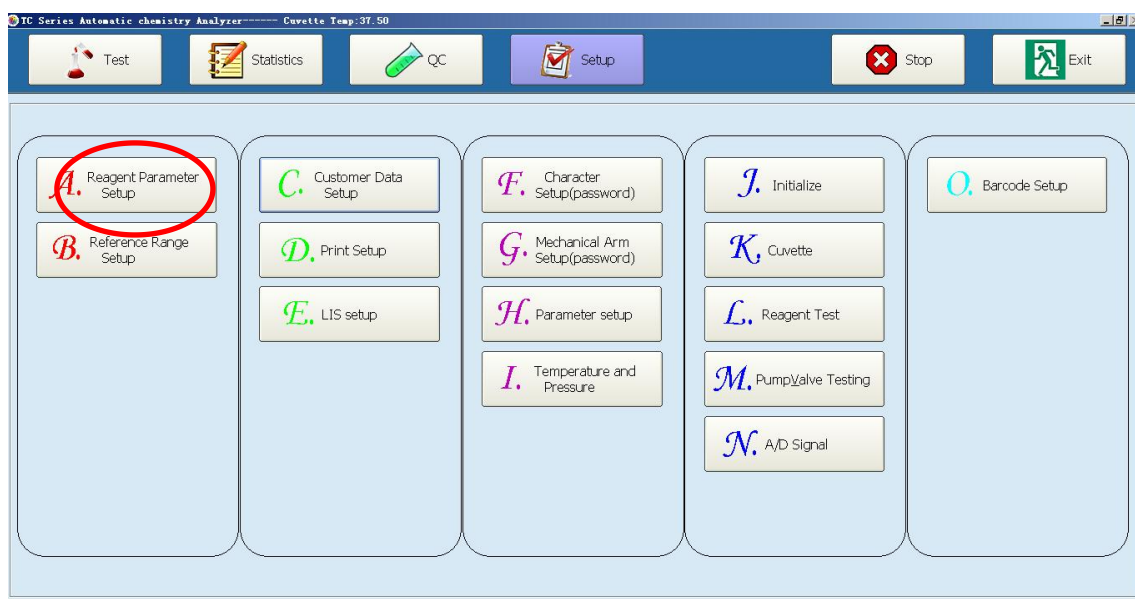 TC Series Automatic chemistry Analyzer------ Cuvette Temp:37.50
Test
Statistics
QC
Setup
Stop
Exit
A. Reagent Parameter
Setup
B. Reference Range
Setup
C. Customer Data
Setup
D. Print Setup
E. LIS setup
F. Character
Setup(password)
G. Mechanical Arm
Setup(password)
H. Parameter setup
I. Temperature and
Pressure
J. Initialize
K. Cuvette
L. Reagent Test
M. PumpValve Testing
N. A/D Signal
O. Barcode Setup